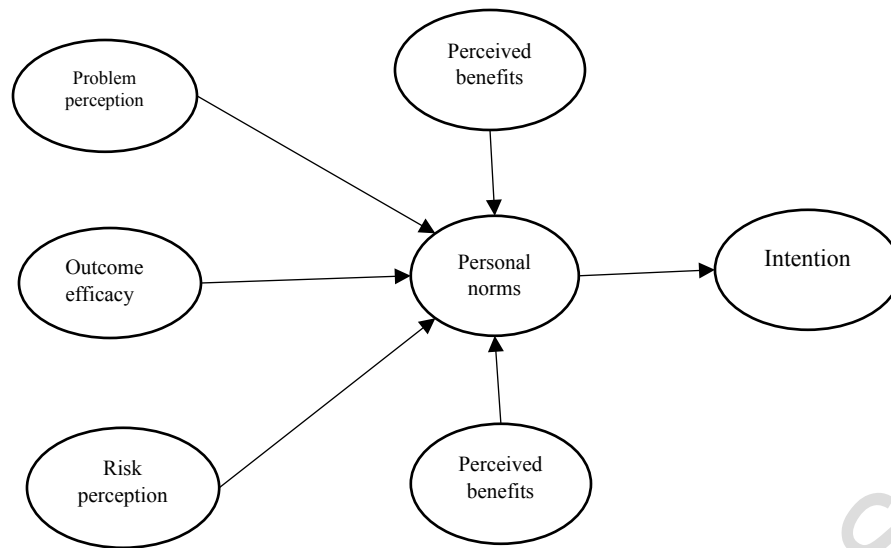 Problem
perception
Perceived
benefits
Outcome
efficacy
Personal
norms
Intention
Risk
perception
Perceived
benefits